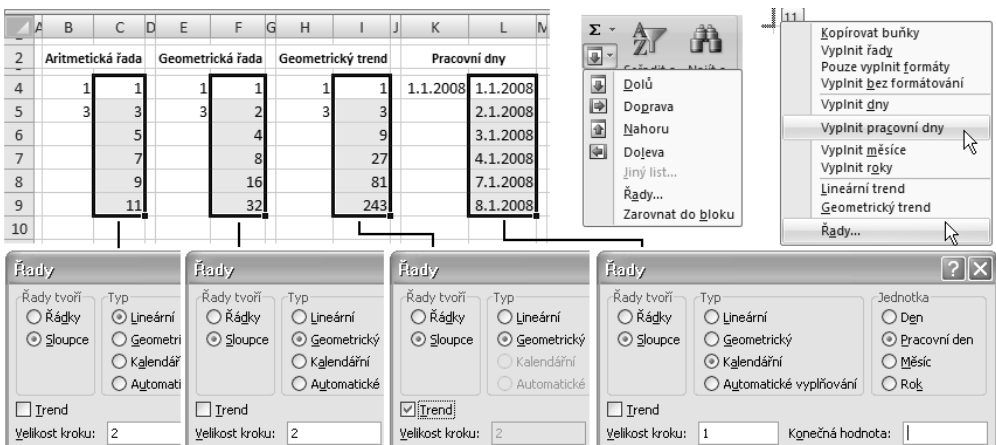 A B C D E F G H I J K L M
2 Aritmetická řada Geometrická řada Geometrický trend Pracovní dny
4 1 1 1 1 1 1 1.1.2008 1.1.2008
5 3 3 3 2 3 3 2.1.2008
6 5 4 9 3.1.2008
7 7 8 27 4.1.2008
8 9 16 81 7.1.2008
9 11 32 243 8.1.2008
10
Σ
A
Z
Dolů
Doprava
Nahoru
Doleva
Jiný list...
Řady...
Zarovnat do bloku
11
Kopírovat buňky
Vyplnit řady
Pouze vyplnit formáty
Vyplnit bez formátování
Vyplnit dny
Vyplnit pracovní dny
Vyplnit měsíce
Vyplnit roky
Lineární trend
Geometrický trend
Řady...
Řady
Řady tvoří Typ
Řádky Lineární
Sloupce Geometri
Kalendář
Automati
Trend
Velikost kroku: 2
Řady
Řady tvoří Typ
Řádky Lineární
Sloupce Geometrický
Kalendářní
Automatické
Trend
Velikost kroku: 2
Řady
Řady tvoří Typ
Řádky Lineární
Sloupce Geometrický
Kalendářní
Automatické
Trend
Velikost kroku: 2
Řady
Řady tvoří Typ Jednotka
Řádky Lineární Den
Sloupce Geometrický Pracovní den
Kalendářní Měsíc
Automatické vyplňování Rok
Trend
Velikost kroku: 1 Konečná hodnota: